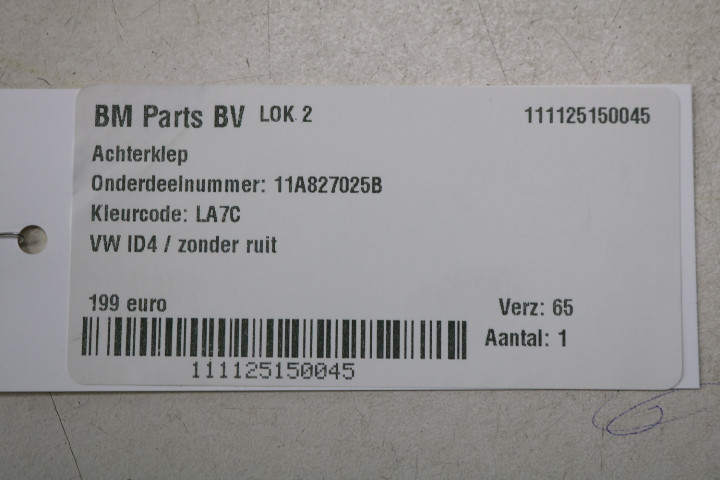 BM Parts BV LOK 2 111125150045
Achterklep
Onderdeelnummer: 11A827025B
Kleurcode: LA7C
VW ID4 / zonder ruit
199 euro Verz: 65
Aantal: 1
111125150045